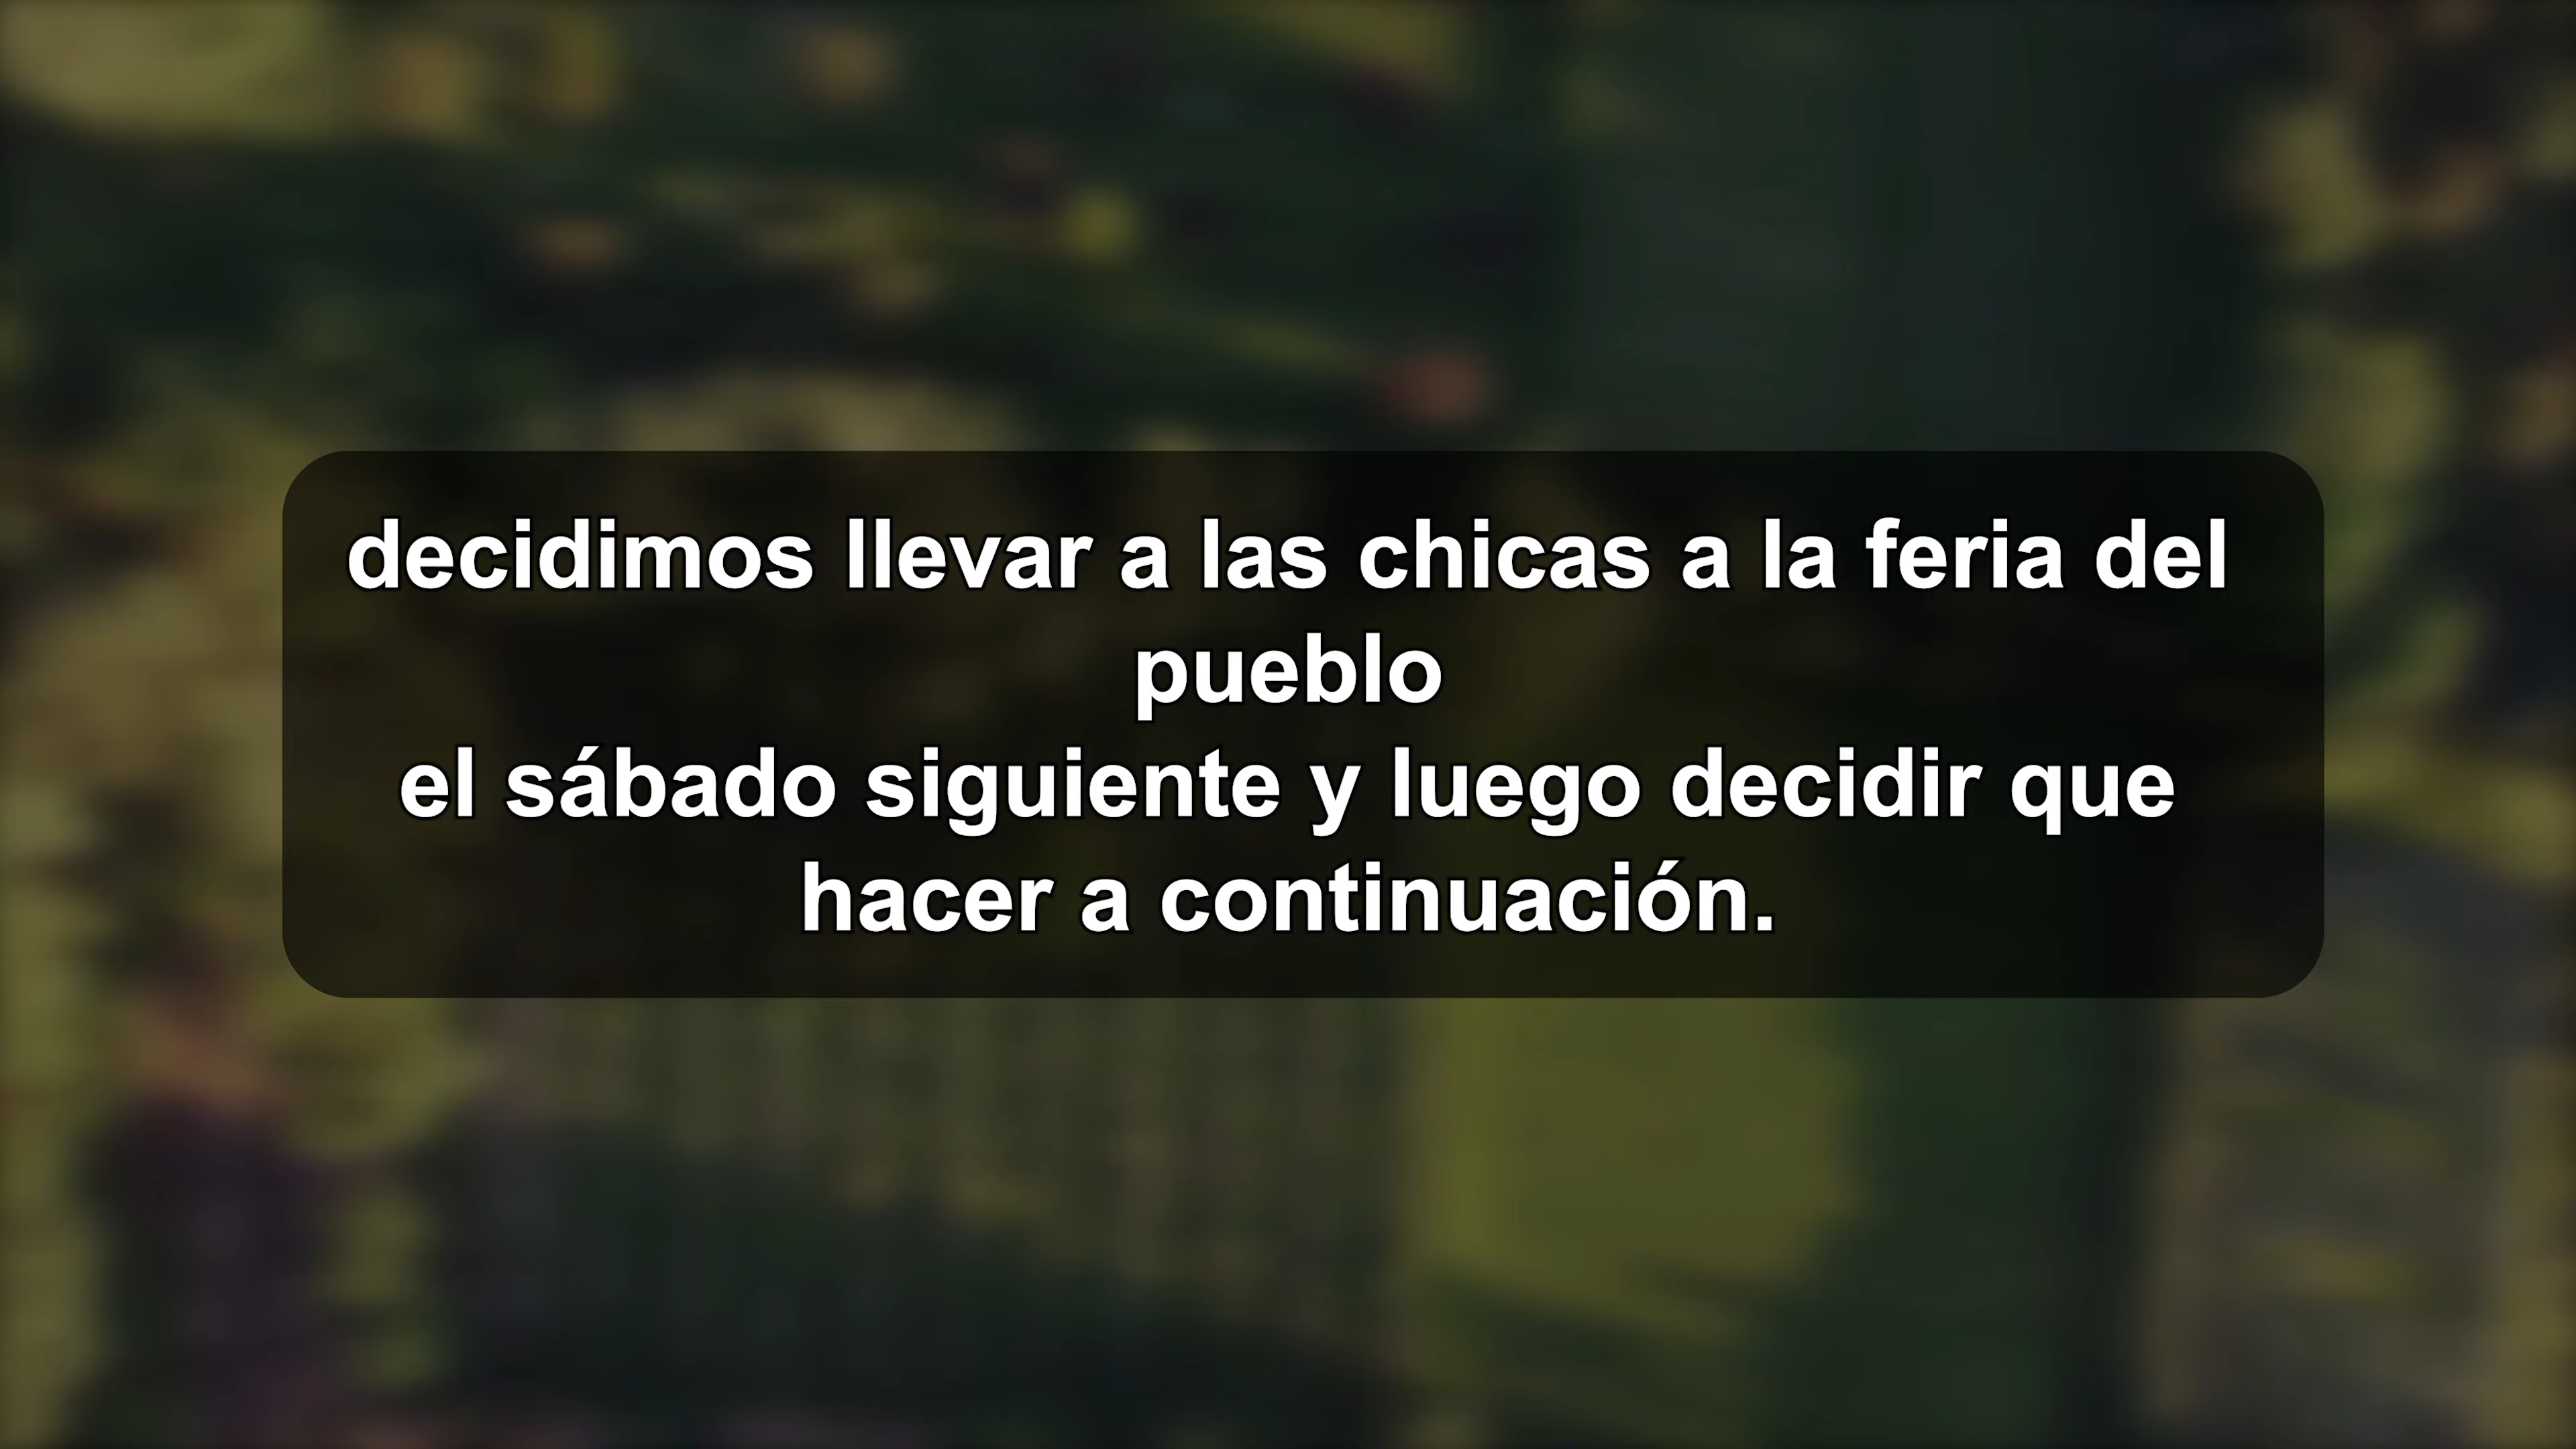 decidimos llevar a las chicas a la feria del
pueblo
el sábado siguiente y luego decidir que
hacer a continuación.